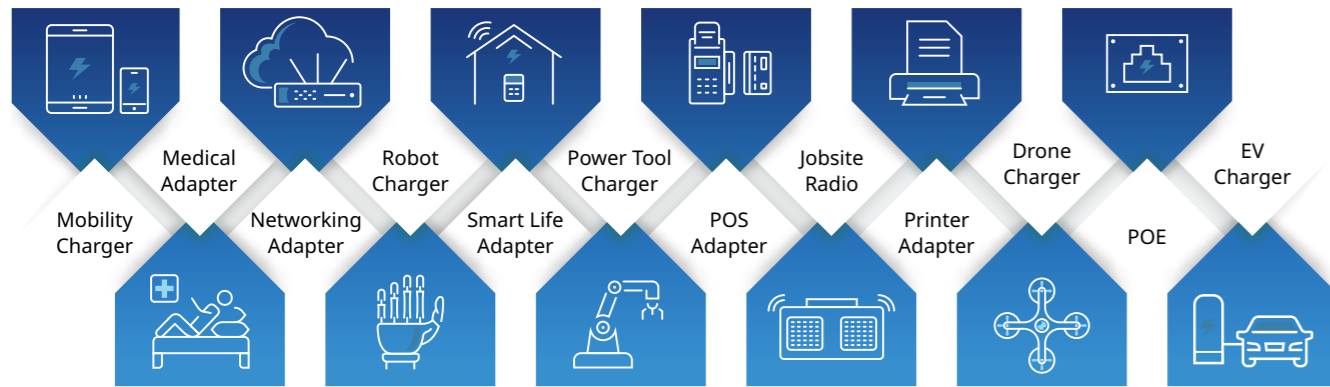 Medical
Adapter
Robot
Charger
Power Tool
Charger
Jobsite
Radio
Drone
Charger
EV
Charger
Mobility
Charger
Networking
Adapter
Smart Life
Adapter
POS
Adapter
Printer
Adapter
POE